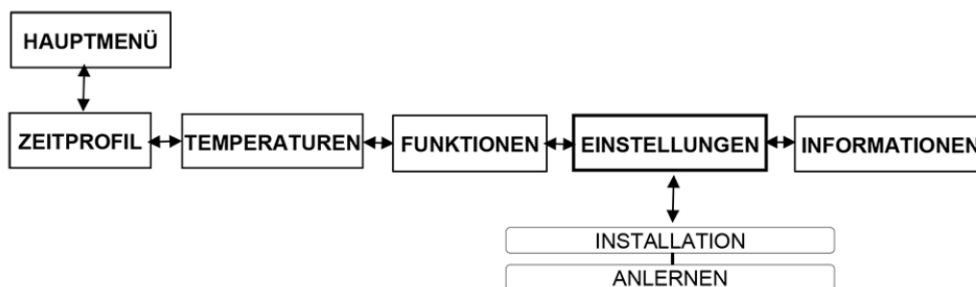 HAUPTMENÜ
ZEITPROFIL TEMPERATUREN FUNKTIONEN EINSTELLUNGEN INFORMATIONEN
INSTALLATION
ANLERNEN